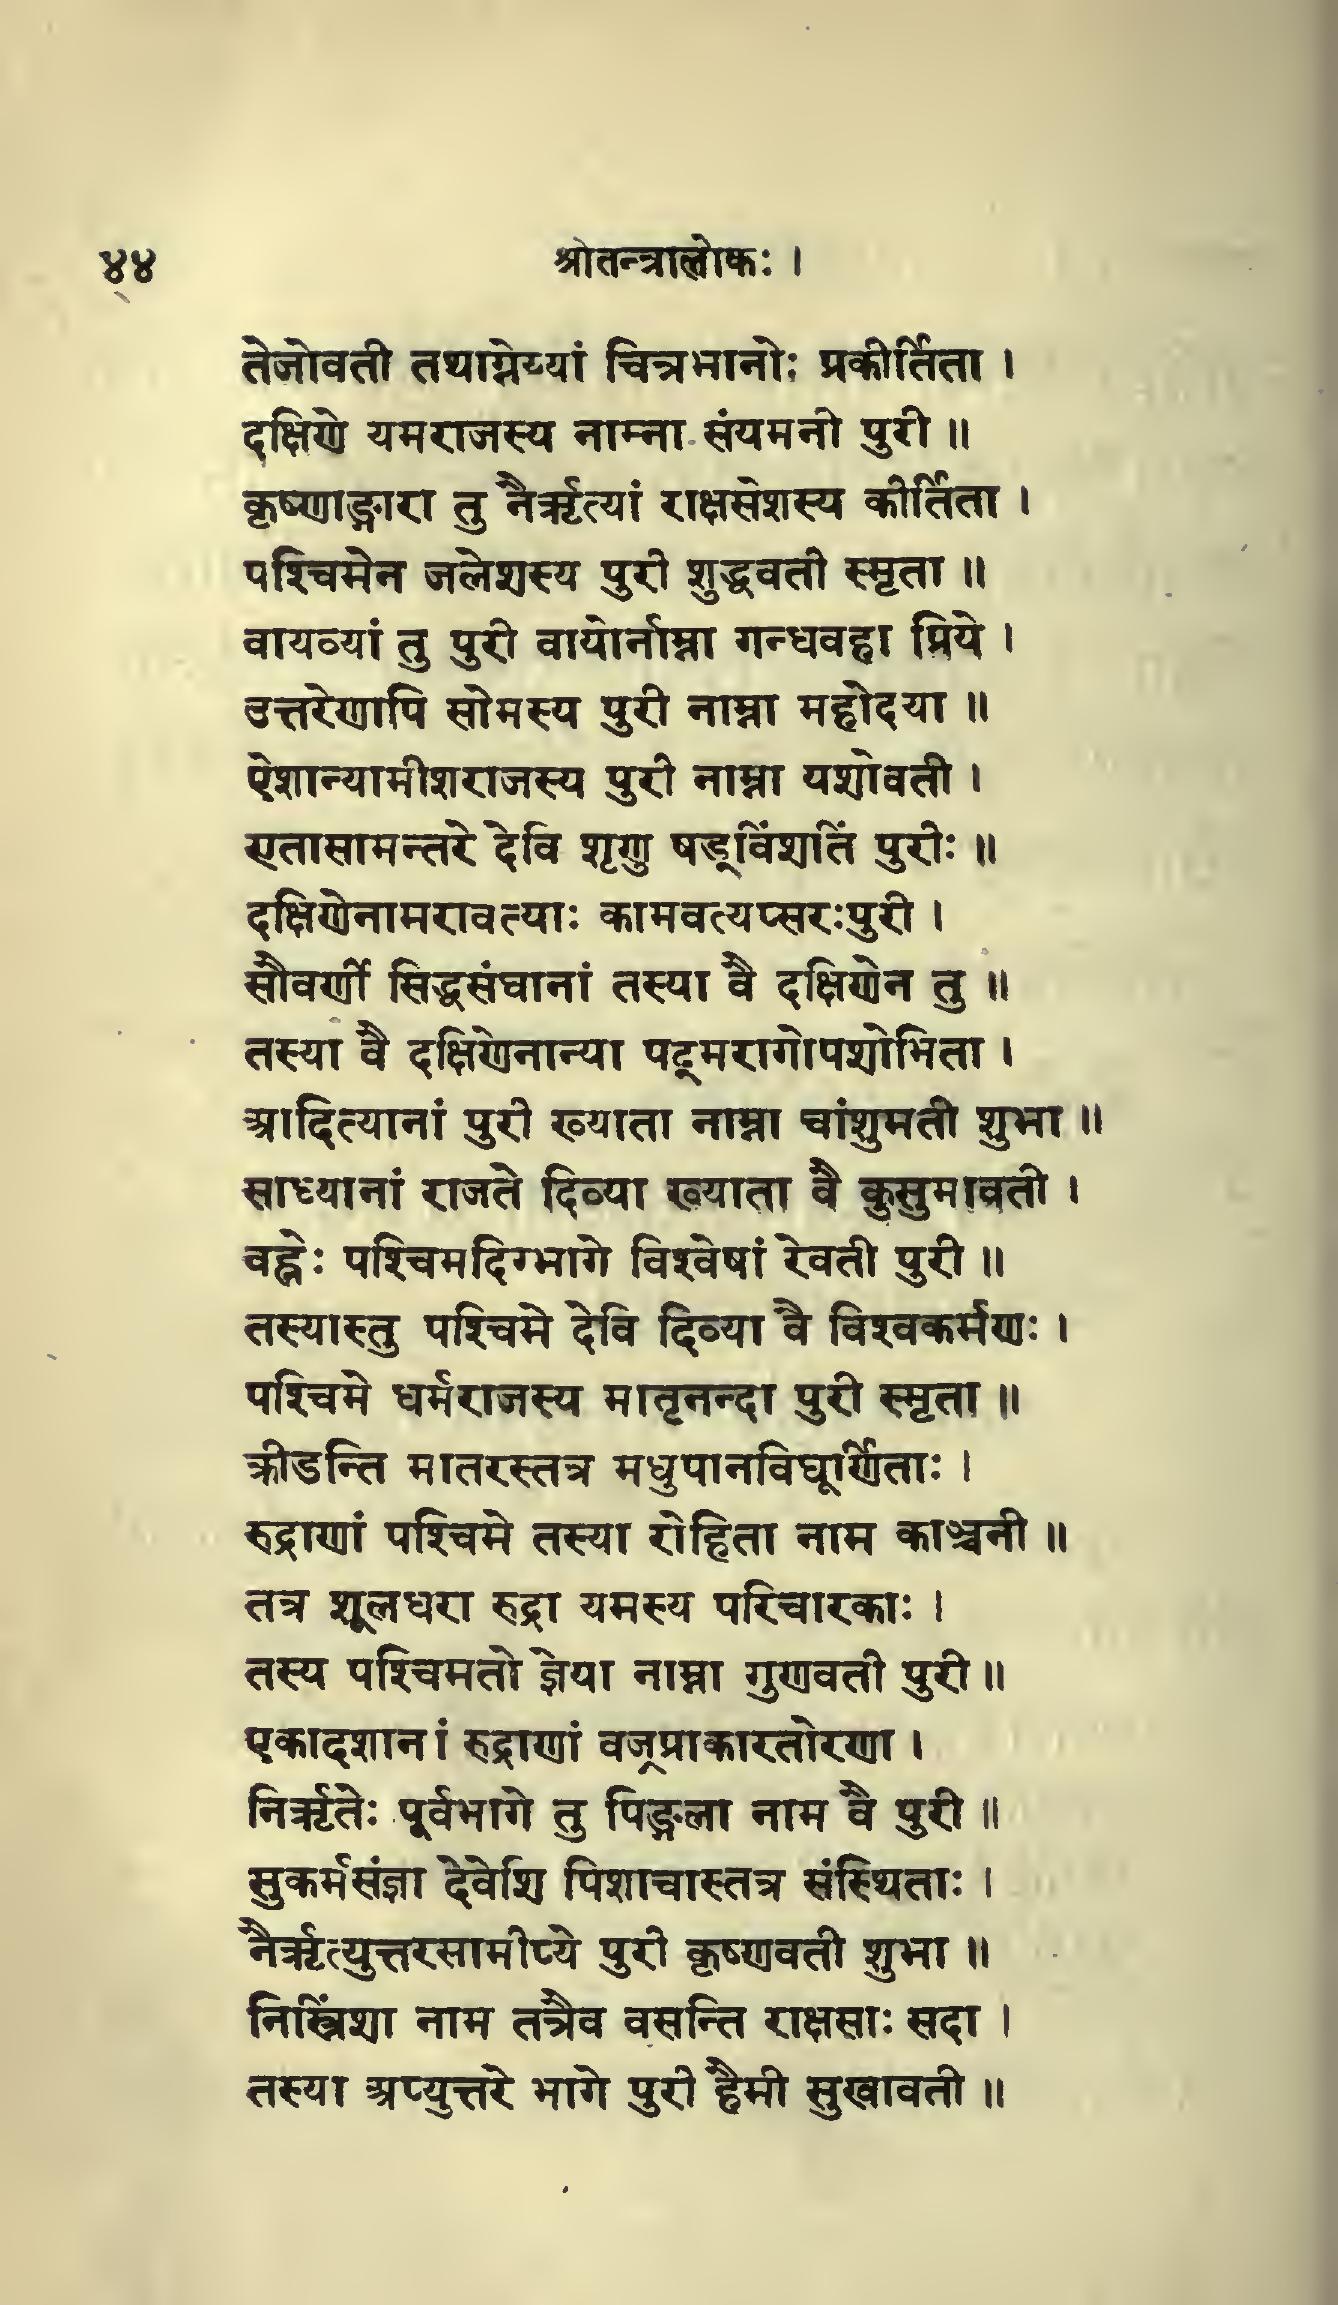 ४४ श्रीतन्त्रालोकः ।
तेजोवती तथाग्नेय्यां चित्रभानोः प्रकीर्तिता ।
दक्षिणे यमराजस्य नाम्ना संयमनी पुरी ॥
कृष्णाङ्गारा तु नैरृत्यां राक्षसेशस्य कीर्तिता ।
पश्चिमेन जलेशस्य पुरी शुद्धवती स्मृता ॥
वायव्यां तु पुरी वायोर्नाम्ना गन्धवहा प्रिये ।
उत्तरेणापि सोमस्य पुरी नाम्ना महोदया ॥
ऐशान्यामीशराजस्य पुरी नाम्ना यशोवती ।
एतासामन्तरे देवि शृणु षड्विंशतिं पुरीः ॥
दक्षिणेनामरावत्याः कामवत्यप्सरःपुरी ।
सौवर्णी सिद्धसंघानां तस्या वै दक्षिणेन तु ॥
तस्या वै दक्षिणेनान्या पद्मरागोपशोभिता ।
आदित्यानां पुरी ख्याता नाम्ना चांशुमती शुभा ॥
साध्यानां राजते दिव्या ख्याता वै कुसुमावती ।
वह्नेः पश्चिमदिग्भागे विश्वेषां रेवती पुरी ॥
तस्यास्तु पश्चिमे देवि दिव्या वै विश्वकर्मणः ।
पश्चिमे धर्मराजस्य मातृनन्दा पुरी स्मृता ॥
क्रीडन्ति मातरस्तत्र मधुपानविघूर्णिताः ।
रुद्राणां पश्चिमे तस्या रोहिता नाम काञ्चनी ॥
तत्र शूलधरा रुद्रा यमस्य परिचारकाः ।
तस्य पश्चिमतो ज्ञेया नाम्ना गुणवती पुरी ॥
एकादशानां रुद्राणां वज्रप्राकारतोरणा ।
निरृतेः पूर्वभागे तु पिङ्गला नाम वै पुरी ॥
सुकर्मसंज्ञा देवेशि पिशाचास्तत्र संस्थिताः ।
नैरृत्युत्तरसामीप्ये पुरी कृष्णवती शुभा ॥
निस्त्रिंशा नाम तत्रैव वसन्ति राक्षसाः सदा ।
तस्या अप्युत्तरे भागे पुरी हैमी सुखावती ॥